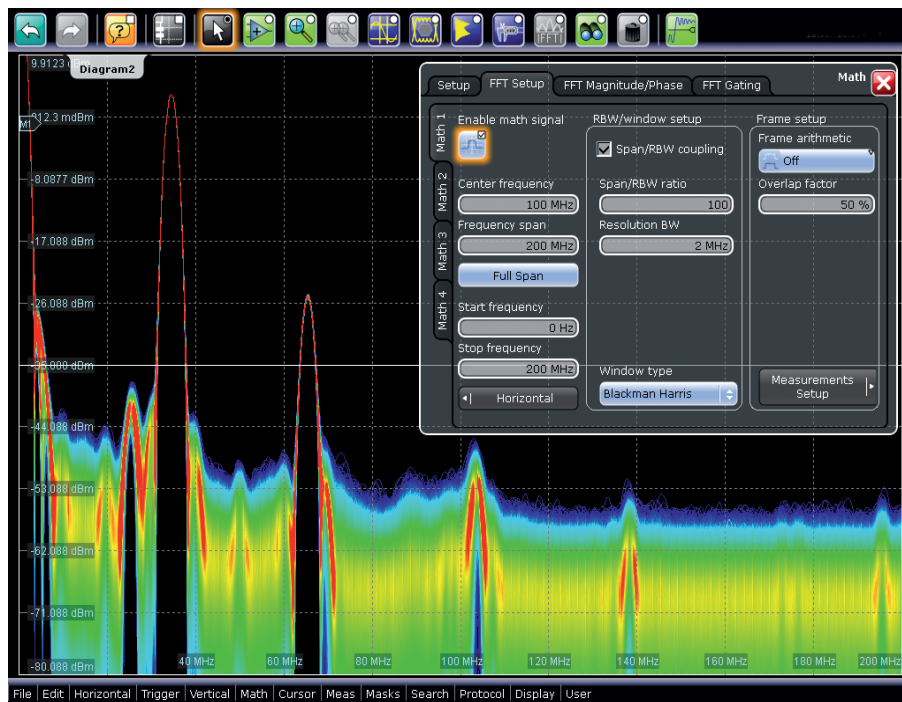 ?
IFFT
9.9123
Diagram2
M1
912.3 mdBm
-8.0877 dBm
-17.088 dBm
-26.088 dBm
-35.088 dBm
-44.088 dBm
-53.088 dBm
-62.088 dBm
-71.088 dBm
-80.088 dBm
40 MHz
60 MHz
80 MHz
100 MHz
120 MHz
140 MHz
160 MHz
180 MHz
200 MHz
Setup
FFT Setup
FFT Magnitude/Phase
FFT Gating
Math
Math 1
Math 2
Math 3
Math 4
Enable math signal
Center frequency
100 MHz
Frequency span
200 MHz
Full Span
Start frequency
0 Hz
Stop frequency
200 MHz
Horizontal
RBW/window setup
Span/RBW coupling
Span/RBW ratio
100
Resolution BW
2 MHz
Window type
Blackman Harris
Frame setup
Frame arithmetic
Off
Overlap factor
50 %
Measurements
Setup
File Edit Horizontal Trigger Vertical Math Cursor Meas Masks Search Protocol Display User